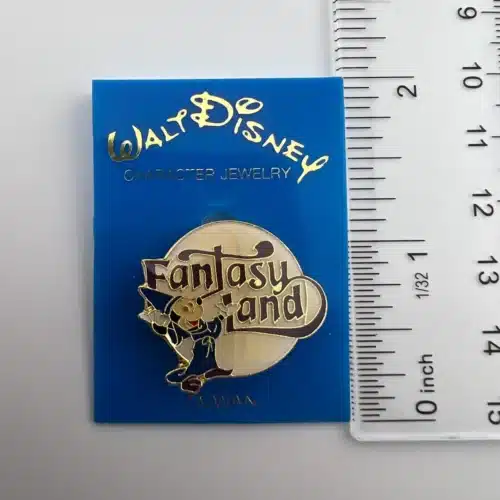 WALT DISNEY
CHARACTER JEWELRY
Fantasy
Land
TAIWAN
2
1
1/32
0 inch
9
10
11
12
13
14
15